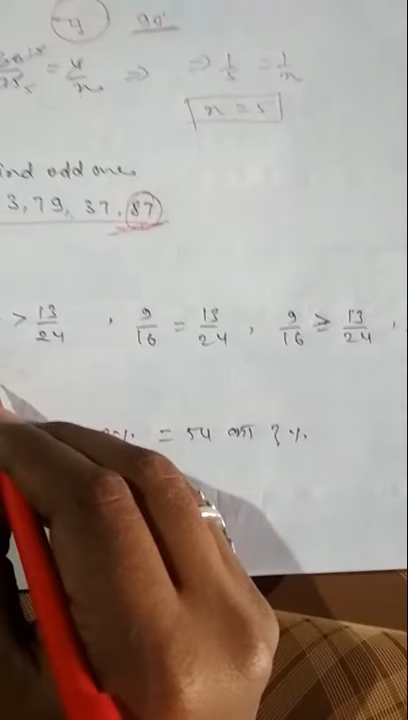 4 90°
= 4/n ⇒ ⇒ 1/5 = 1/n
n = 5
ind odd one
3, 79, 37, 87
> 13/24 , 9/16 = 13/24 , 9/16 ≥ 13/24 ,
% = 54 का ? %